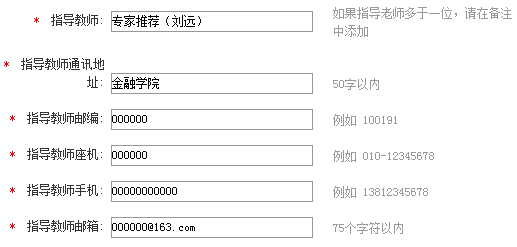 * 指导教师: 专家推荐（刘远） 如果指导老师多于一位，请在备注
中添加
* 指导教师通讯地
址: 金融学院 50字以内
* 指导教师邮编: 000000 例如 100191
* 指导教师座机: 000000 例如 010-12345678
* 指导教师手机: 00000000000 例如 13812345678
* 指导教师邮箱: 000000@163.com 75个字符以内